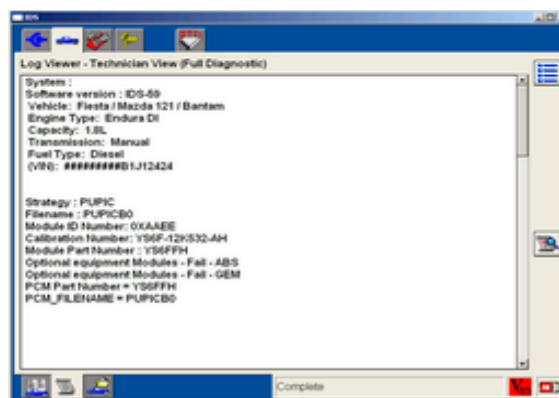 IDS
Log Viewer - Technician View (Full Diagnostic)
System :
Software version : IDS-59
Vehicle: Fiesta / Mazda 121 / Bantam
Engine Type: Endura DI
Capacity: 1.8L
Transmission: Manual
Fuel Type: Diesel
(VIN): #########B1J12424
Strategy : PUPIC
Filename : PUPICB0
Module ID Number: 0XAAEE
Calibration Number: YS6F-12K532-AH
Module Part Number : YS6FFH
Optional equipment Modules - Fail - ABS
Optional equipment Modules - Fail - GEM
PCM Part Number = YS6FFH
PCM_FILENAME = PUPICB0
Complete